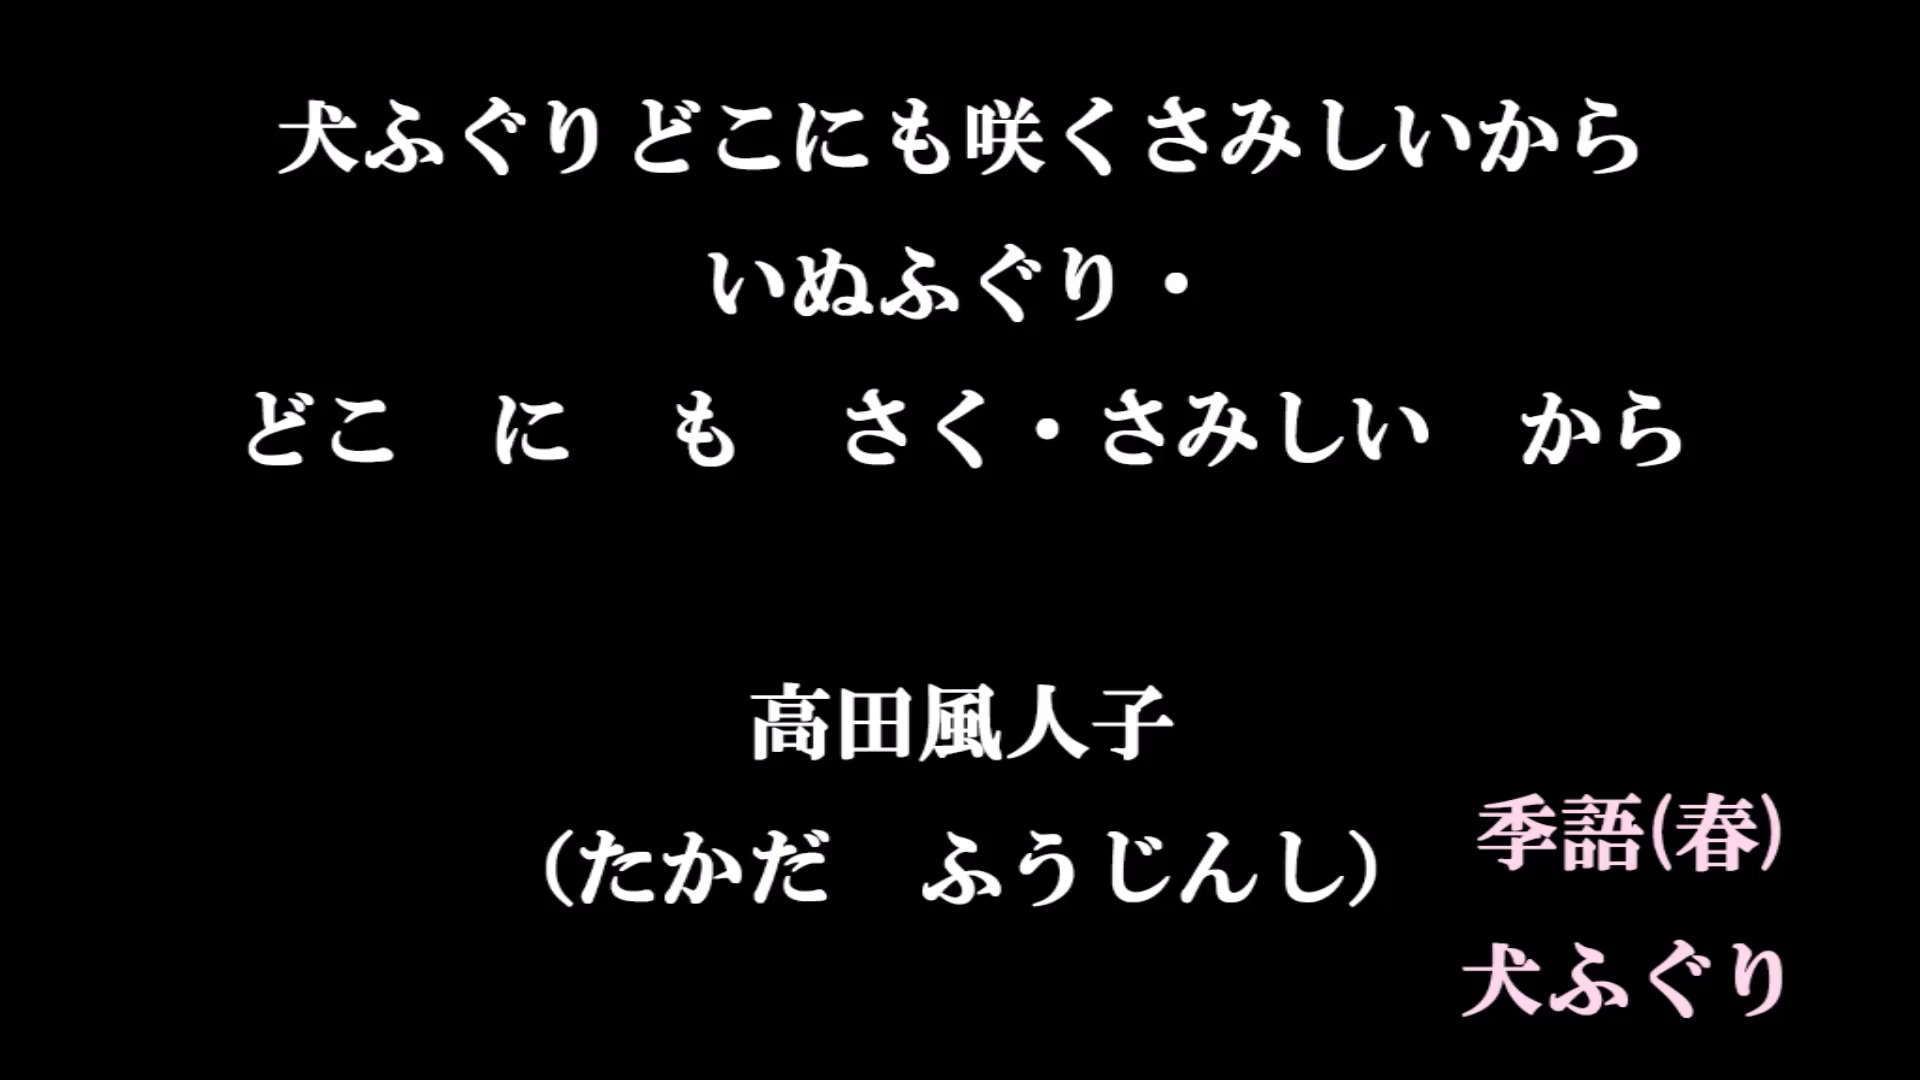 犬ふぐりどこにも咲くさみしいから
いぬふぐり・
どこ　に　も　さく・さみしい　から
高田風人子
（たかだ　ふうじんし）
季語(春)
犬ふぐり